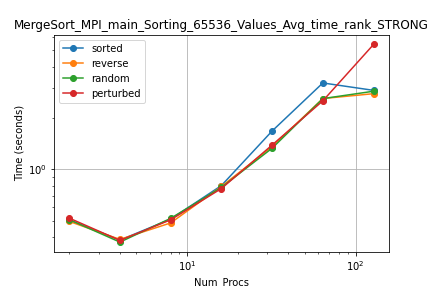 MergeSort_MPI_main_Sorting_65536_Values_Avg_time_rank_STRONG
sorted
reverse
random
perturbed
Time (seconds)
10⁰
10¹
10²
Num_Procs